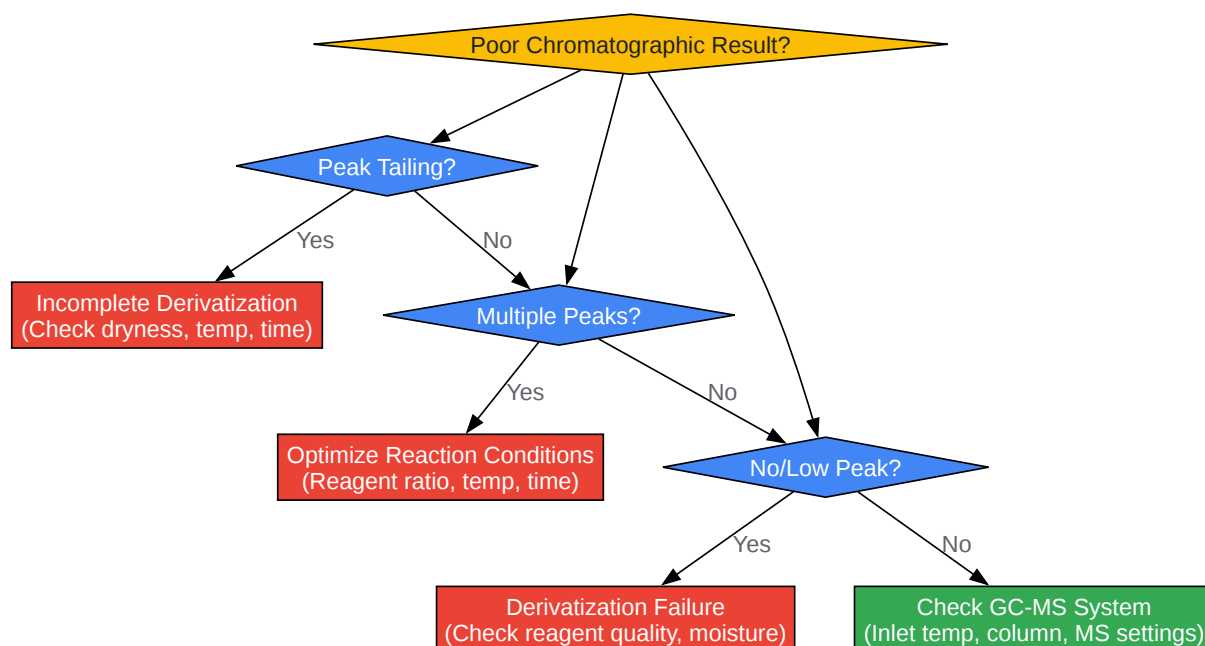 Poor Chromatographic Result?
Peak Tailing?
Yes
No
Incomplete Derivatization
(Check dryness, temp, time)
Multiple Peaks?
Yes
No
Optimize Reaction Conditions
(Reagent ratio, temp, time)
No/Low Peak?
Yes
No
Derivatization Failure
(Check reagent quality, moisture)
Check GC-MS System
(Inlet temp, column, MS settings)